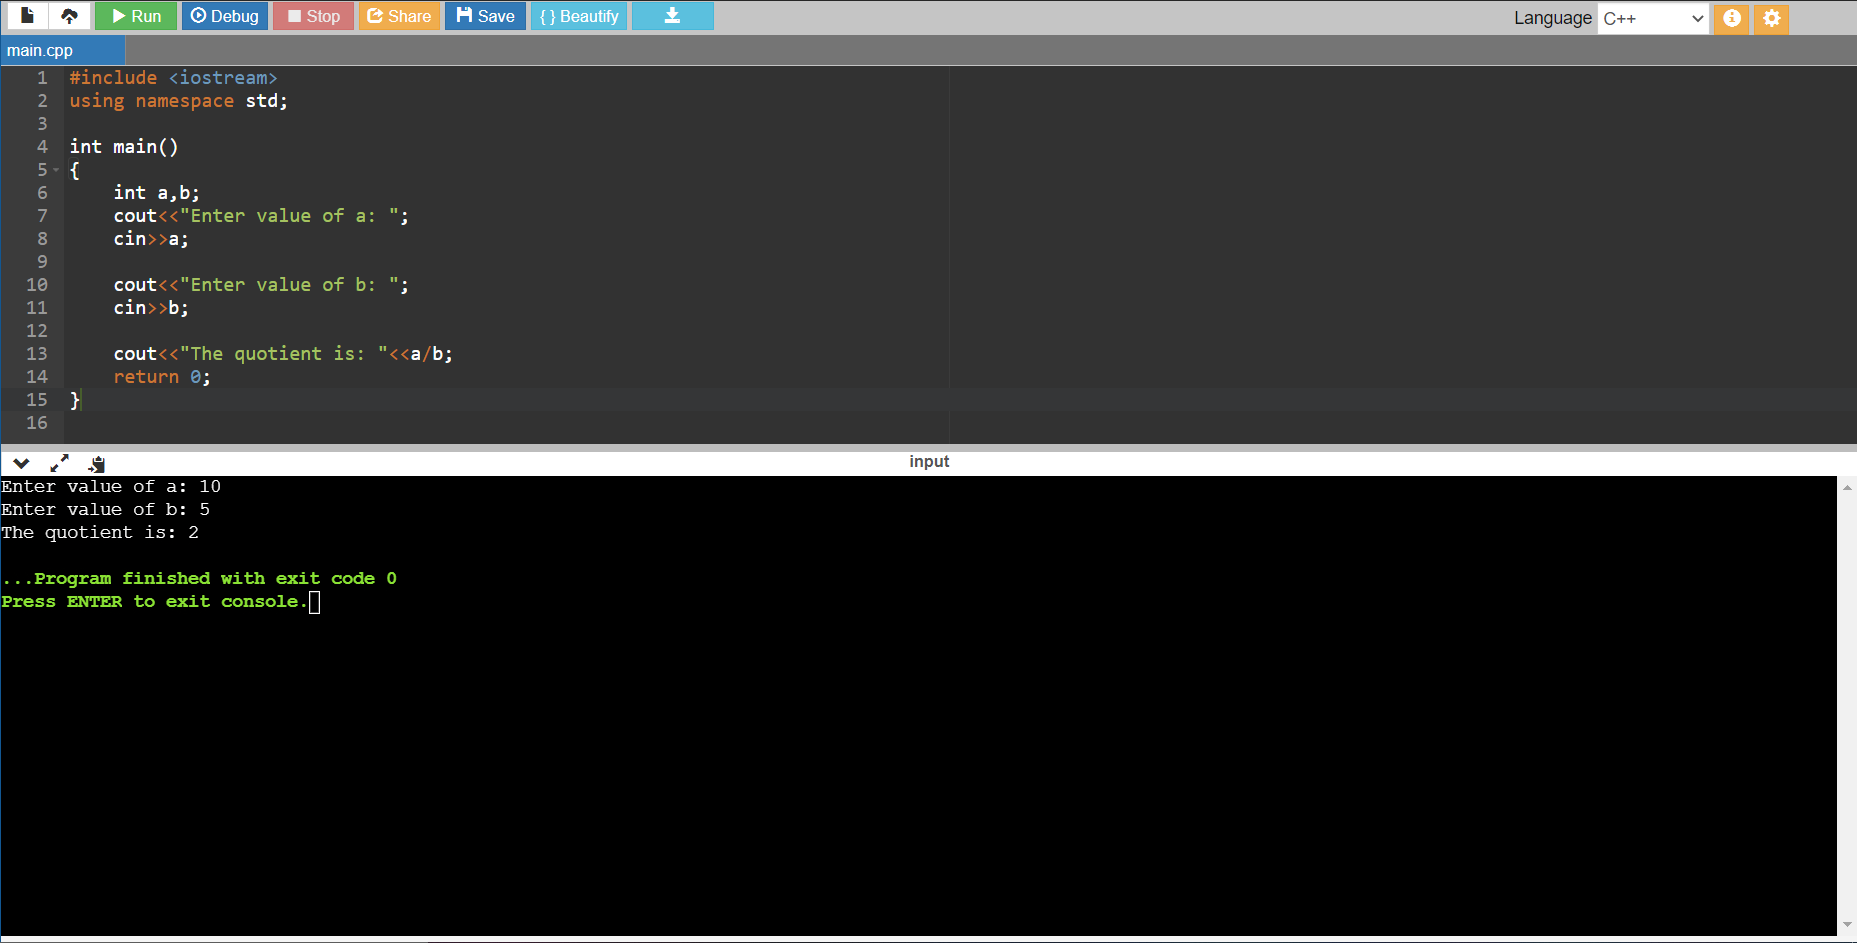 Run Debug Stop Share Save { } Beautify Language C++
main.cpp
1 #include <iostream>
2 using namespace std;
3
4 int main()
5 {
6     int a,b;
7     cout<<"Enter value of a: ";
8     cin>>a;
9
10     cout<<"Enter value of b: ";
11     cin>>b;
12
13     cout<<"The quotient is: "<<a/b;
14     return 0;
15 }
16
input
Enter value of a: 10
Enter value of b: 5
The quotient is: 2
...Program finished with exit code 0
Press ENTER to exit console.